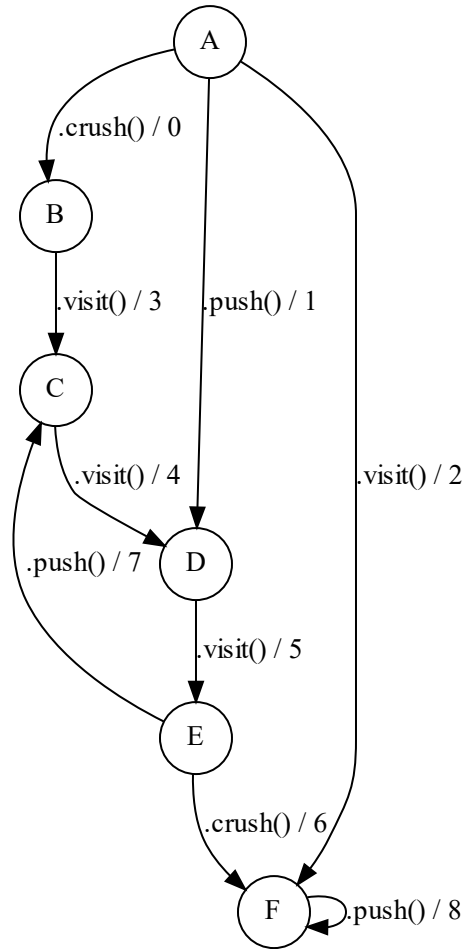 A
.crush() / 0
B
.visit() / 3
.push() / 1
C
.visit() / 4
.visit() / 2
D
.push() / 7
.visit() / 5
E
.crush() / 6
F
.push() / 8